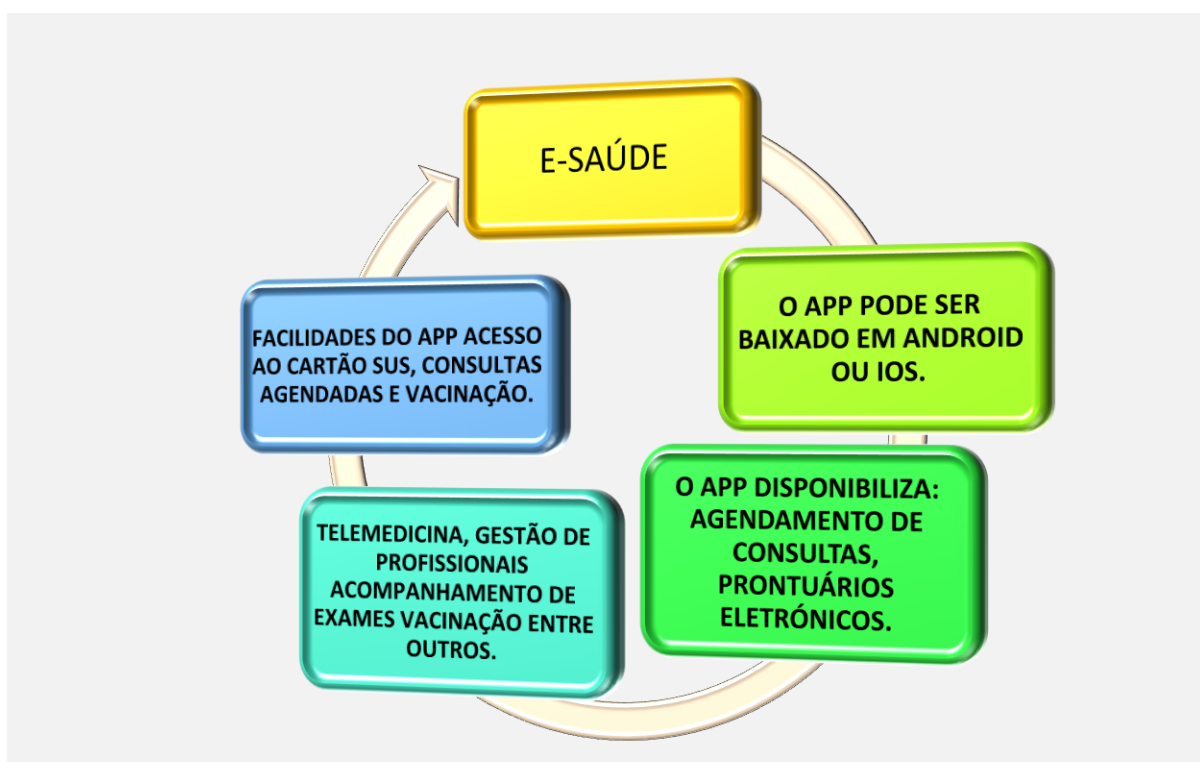 E-SAÚDE
O APP PODE SER
BAIXADO EM ANDROID
OU IOS.
O APP DISPONIBILIZA:
AGENDAMENTO DE
CONSULTAS,
PRONTUÁRIOS
ELETRÓNICOS.
TELEMEDICINA, GESTÃO DE
PROFISSIONAIS
ACOMPANHAMENTO DE
EXAMES VACINAÇÃO ENTRE
OUTROS.
FACILIDADES DO APP ACESSO
AO CARTÃO SUS, CONSULTAS
AGENDADAS E VACINAÇÃO.